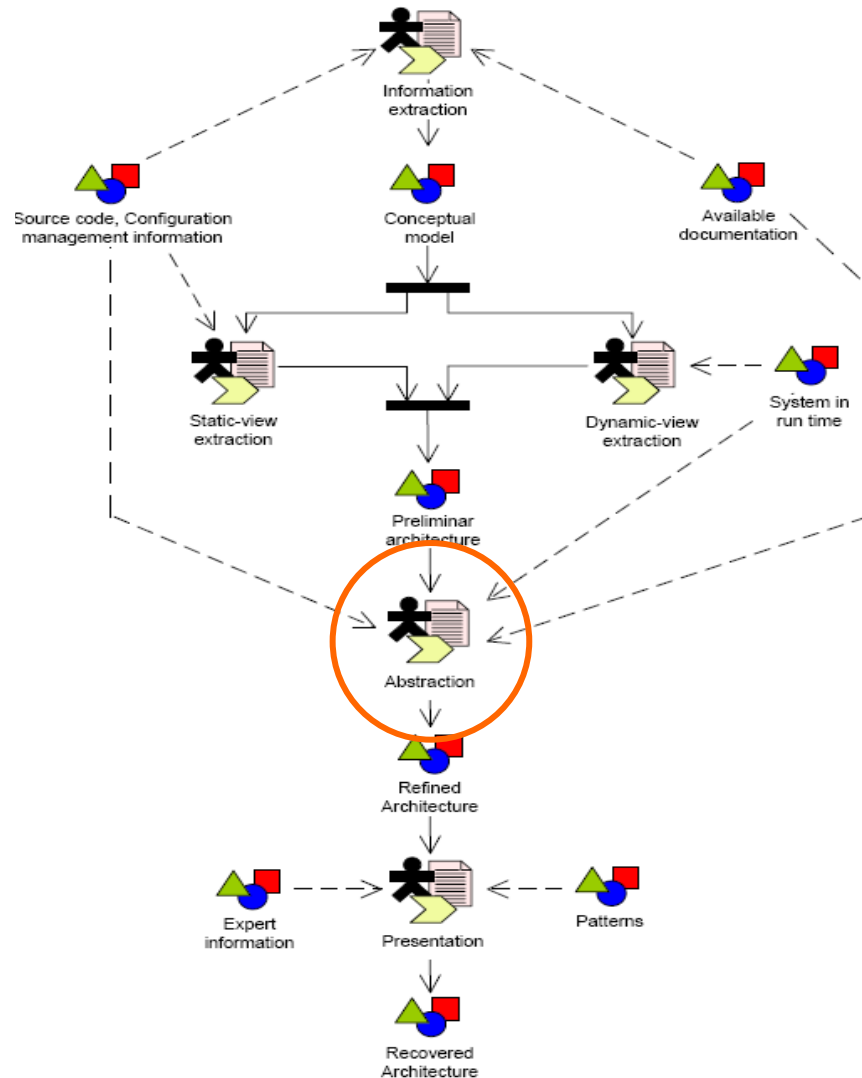 Information
extraction
Source code, Configuration
management information
Conceptual
model
Available
documentation
Static-view
extraction
Dynamic-view
extraction
System in
run time
Preliminar
architecture
Abstraction
Refined
Architecture
Expert
information
Presentation
Patterns
Recovered
Architecture